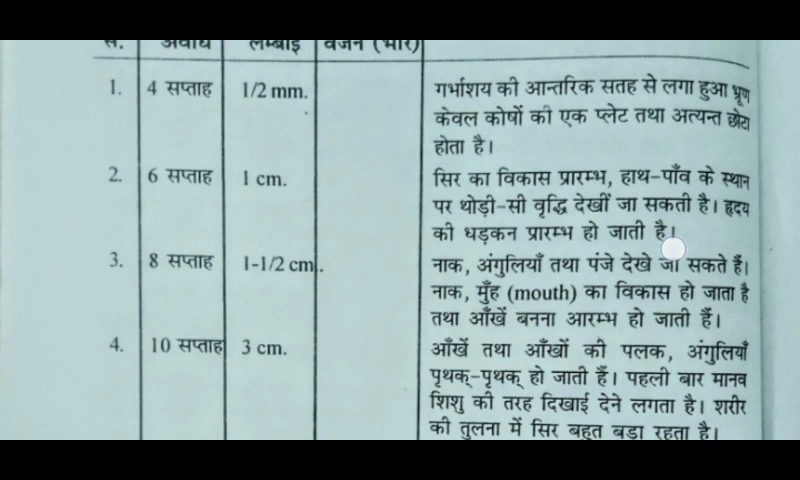 स. अवधि लम्बाई वजन (भार)
1. 4 सप्ताह 1/2 mm. गर्भाशय की आन्तरिक सतह से लगा हुआ भ्रूण
केवल कोषों की एक प्लेट तथा अत्यन्त छोटा
होता है।
2. 6 सप्ताह 1 cm. सिर का विकास प्रारम्भ, हाथ-पाँव के स्थान
पर थोड़ी-सी वृद्धि देखीं जा सकती है। हृदय
की धड़कन प्रारम्भ हो जाती है।
3. 8 सप्ताह 1-1/2 cm. नाक, अंगुलियाँ तथा पंजे देखे जा सकते हैं।
नाक, मुँह (mouth) का विकास हो जाता है
तथा आँखें बनना आरम्भ हो जाती हैं।
4. 10 सप्ताह 3 cm. आँखें तथा आँखों की पलक, अंगुलियाँ
पृथक्-पृथक् हो जाती हैं। पहली बार मानव
शिशु की तरह दिखाई देने लगता है। शरीर
की तुलना में सिर बहुत बड़ा रहता है।